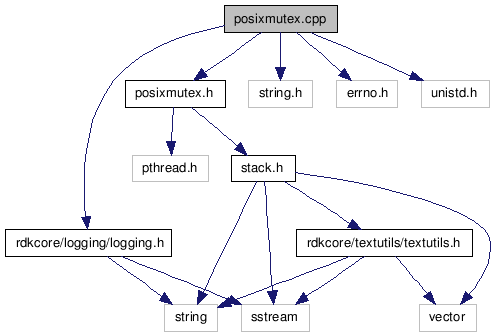 posixmutex.cpp
posixmutex.h
string.h
errno.h
unistd.h
pthread.h
stack.h
rdkcore/logging/logging.h
rdkcore/textutils/textutils.h
string
sstream
vector